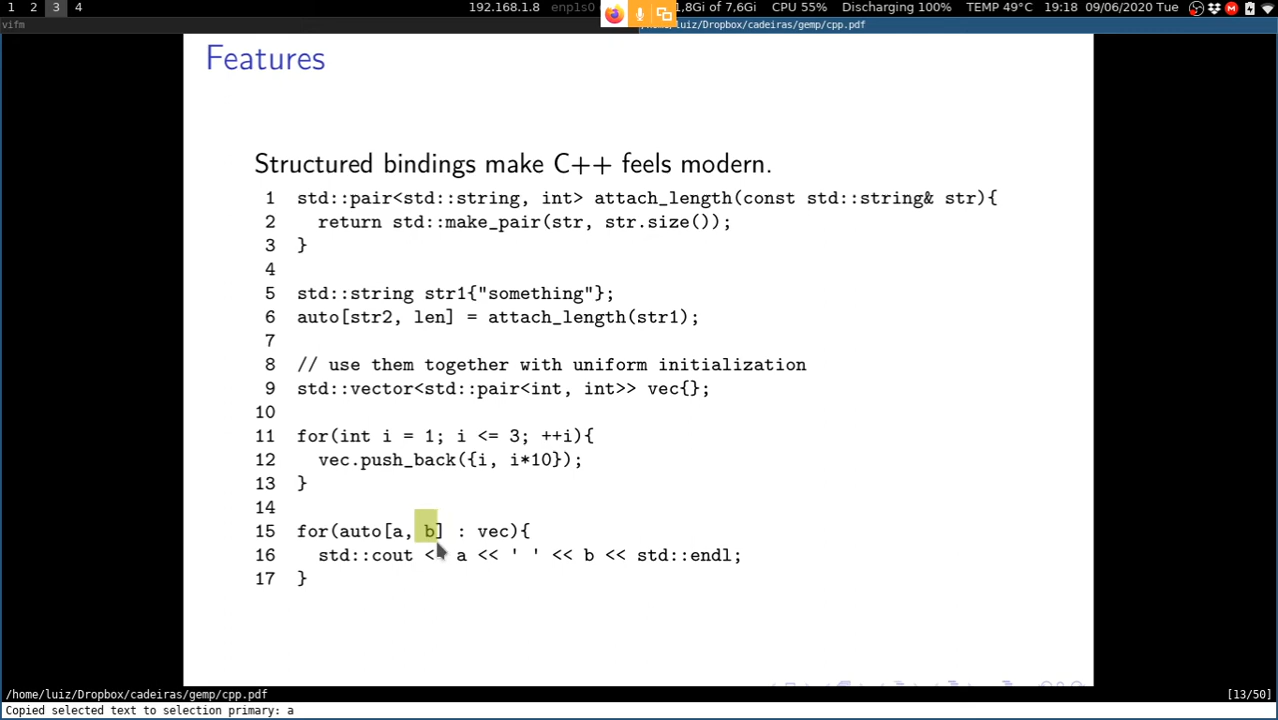 1 2 3 4 192.168.1.8 enp1s0 1,8Gi of 7,6Gi CPU 55% Discharging 100% TEMP 49°C 19:18 09/06/2020 Tue
vifm /home/luiz/Dropbox/cadeiras/gemp/cpp.pdf
Features
Structured bindings make C++ feels modern.
1 std::pair<std::string, int> attach_length(const std::string& str){
2 return std::make_pair(str, str.size());
3 }
4
5 std::string str1{"something"};
6 auto[str2, len] = attach_length(str1);
7
8 // use them together with uniform initialization
9 std::vector<std::pair<int, int>> vec{};
10
11 for(int i = 1; i <= 3; ++i){
12 vec.push_back({i, i*10});
13 }
14
15 for(auto[a, b] : vec){
16 std::cout << a << ' ' << b << std::endl;
17 }
/home/luiz/Dropbox/cadeiras/gemp/cpp.pdf [13/50]
Copied selected text to selection primary: a